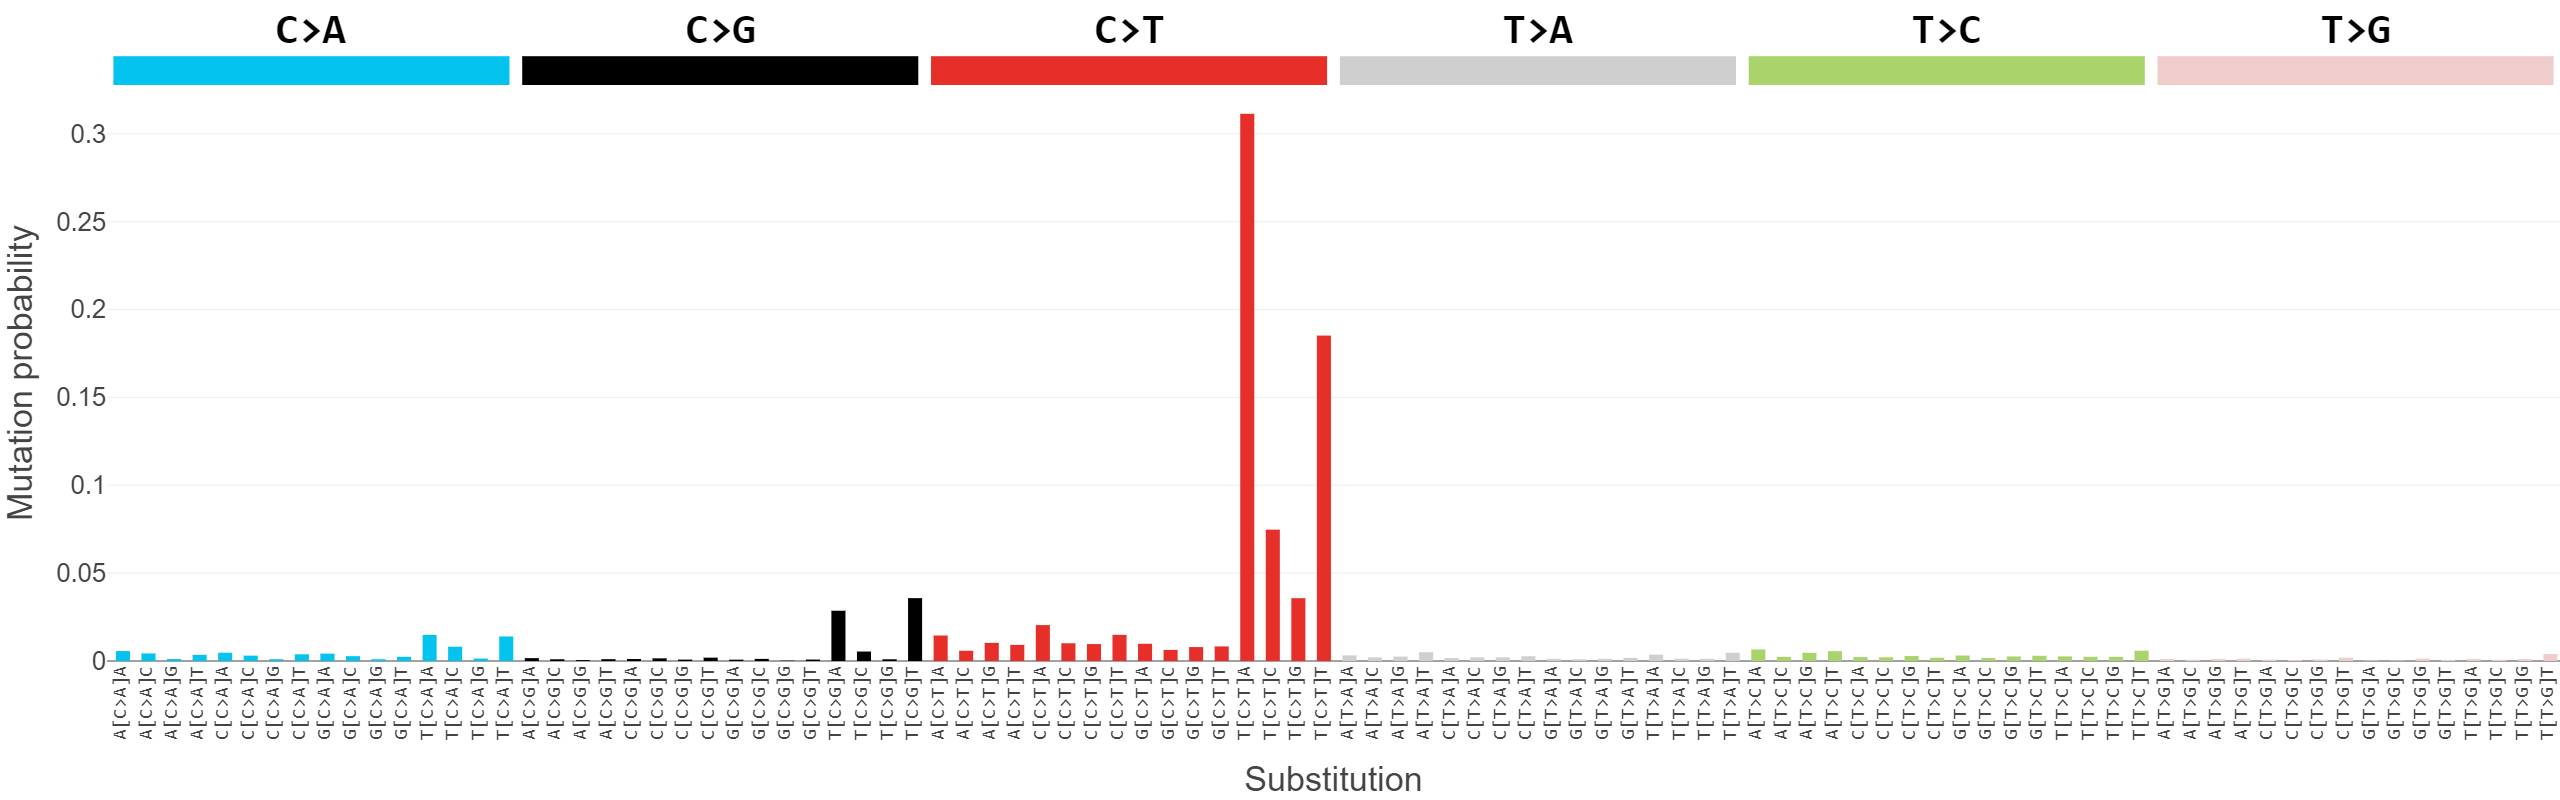 C>A C>G C>T T>A T>C T>G
Mutation probability
0.3
0.25
0.2
0.15
0.1
0.05
0
A[C>A]A A[C>A]C A[C>A]G A[C>A]T C[C>A]A C[C>A]C C[C>A]G C[C>A]T G[C>A]A G[C>A]C G[C>A]G G[C>A]T T[C>A]A T[C>A]C T[C>A]G T[C>A]T A[C>G]A A[C>G]C A[C>G]G A[C>G]T C[C>G]A C[C>G]C C[C>G]G C[C>G]T G[C>G]A G[C>G]C G[C>G]G G[C>G]T T[C>G]A T[C>G]C T[C>G]G T[C>G]T A[C>T]A A[C>T]C A[C>T]G A[C>T]T C[C>T]A C[C>T]C C[C>T]G C[C>T]T G[C>T]A G[C>T]C G[C>T]G G[C>T]T T[C>T]A T[C>T]C T[C>T]G T[C>T]T A[T>A]A A[T>A]C A[T>A]G A[T>A]T C[T>A]A C[T>A]C C[T>A]G C[T>A]T G[T>A]A G[T>A]C G[T>A]G G[T>A]T T[T>A]A T[T>A]C T[T>A]G T[T>A]T A[T>C]A A[T>C]C A[T>C]G A[T>C]T C[T>C]A C[T>C]C C[T>C]G C[T>C]T G[T>C]A G[T>C]C G[T>C]G G[T>C]T T[T>C]A T[T>C]C T[T>C]G T[T>C]T A[T>G]A A[T>G]C A[T>G]G A[T>G]T C[T>G]A C[T>G]C C[T>G]G C[T>G]T G[T>G]A G[T>G]C G[T>G]G G[T>G]T T[T>G]A T[T>G]C T[T>G]G T[T>G]T
Substitution